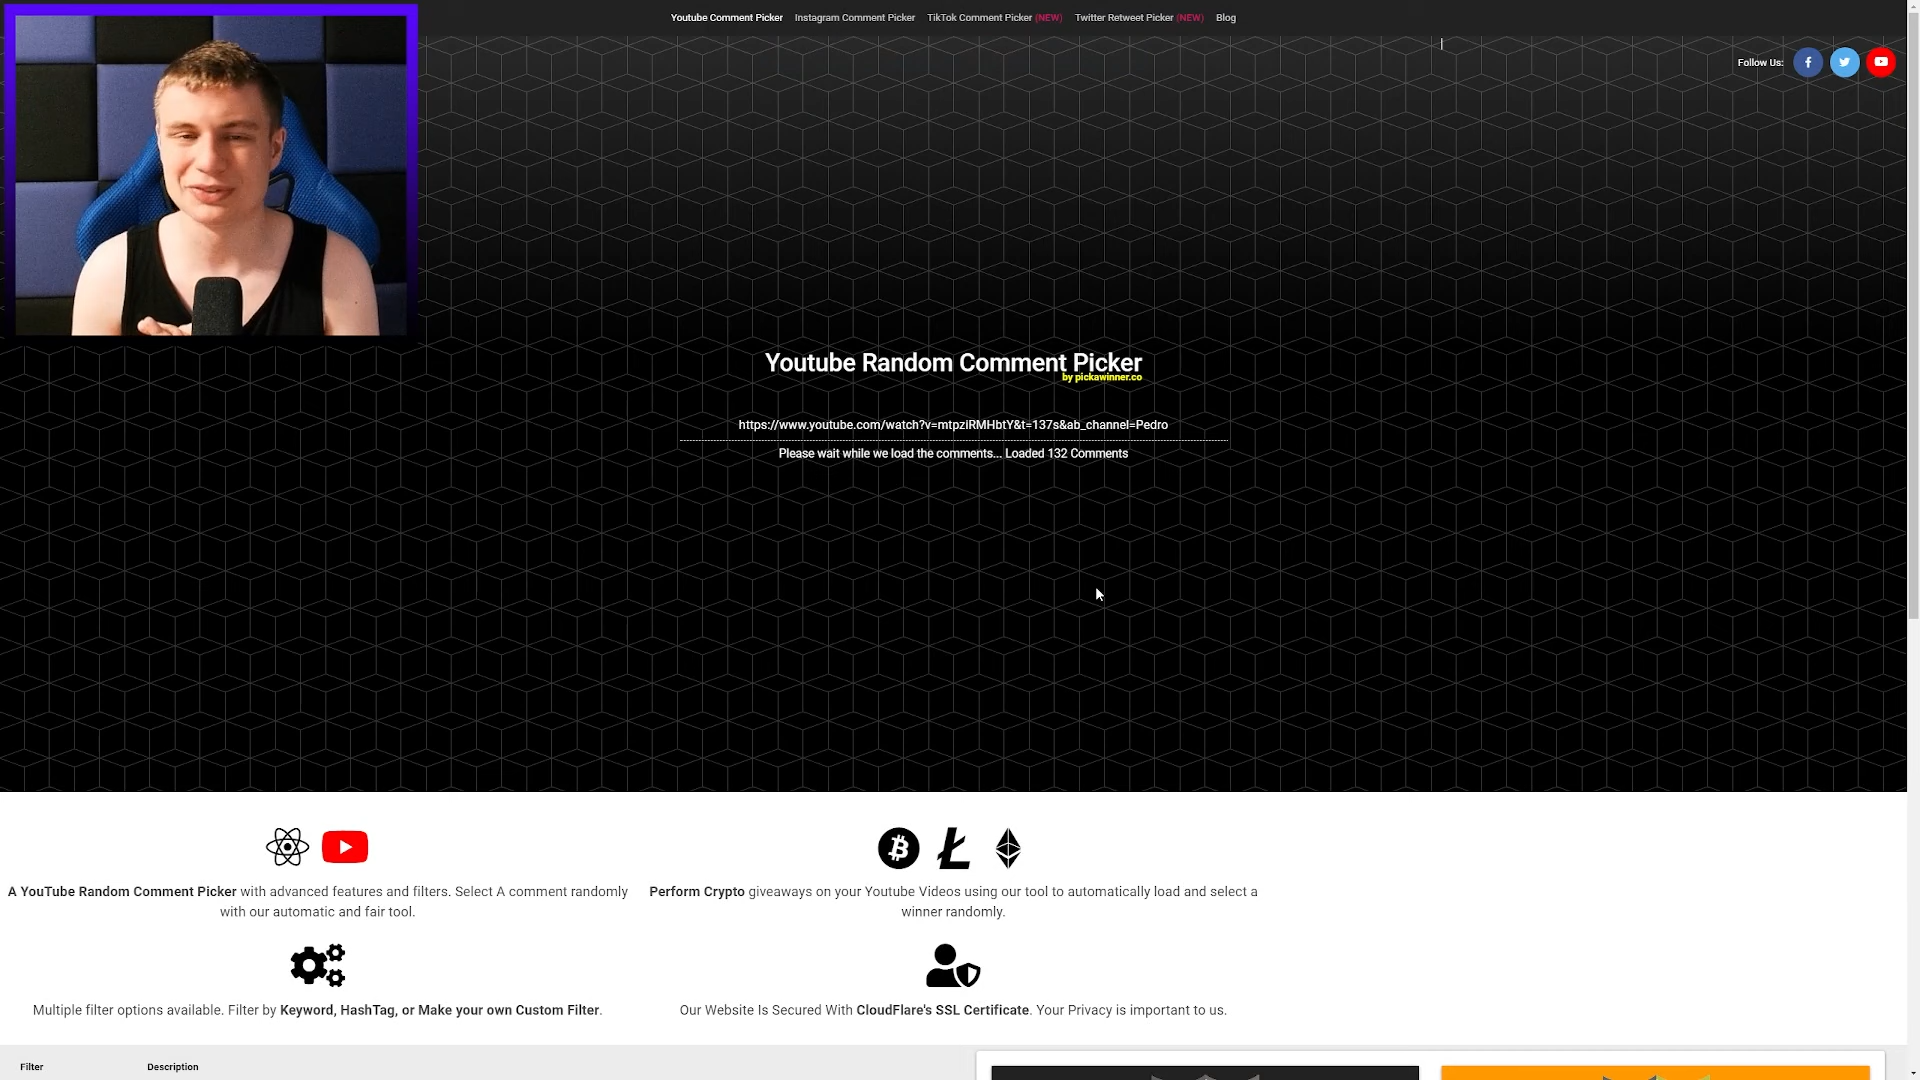 Youtube Comment Picker Instagram Comment Picker TikTok Comment Picker (NEW) Twitter Retweet Picker (NEW) Blog
Follow Us:
Youtube Random Comment Picker
by pickawinner.co
https://www.youtube.com/watch?v=mtpziRMHbtY&t=137s&ab_channel=Pedro
Please wait while we load the comments... Loaded 132 Comments
A YouTube Random Comment Picker with advanced features and filters. Select A comment randomly
with our automatic and fair tool.
Perform Crypto giveaways on your Youtube Videos using our tool to automatically load and select a
winner randomly.
Multiple filter options available. Filter by Keyword, HashTag, or Make your own Custom Filter.
Our Website Is Secured With CloudFlare's SSL Certificate. Your Privacy is important to us.
Filter Description